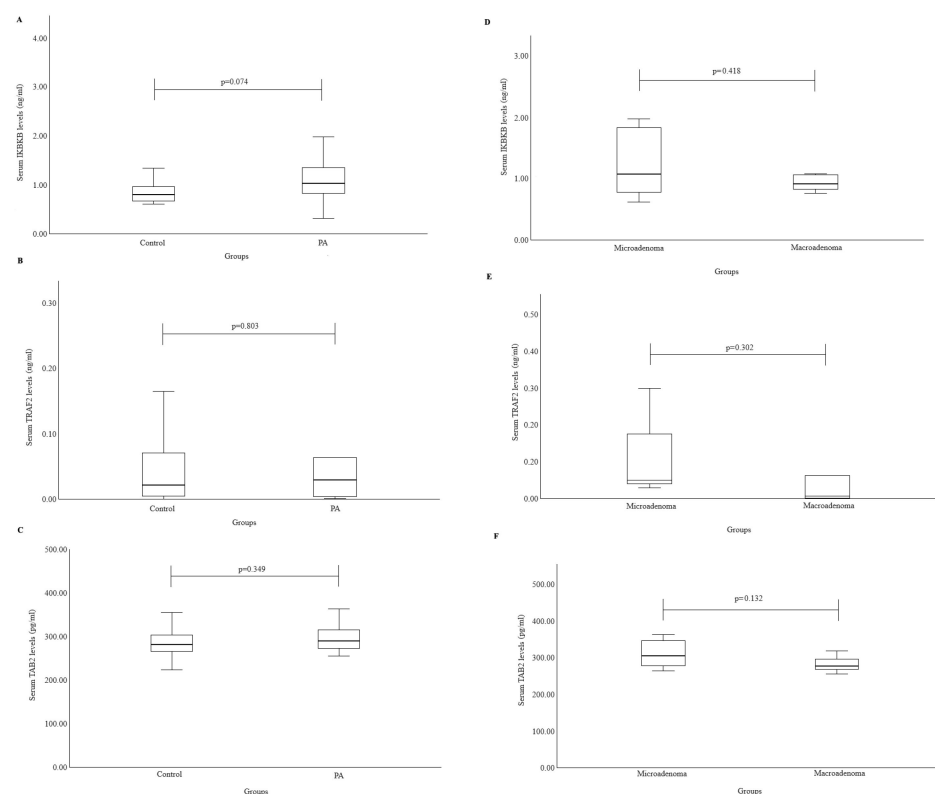 A
Serum IKBKB levels (ng/ml)
4.00
3.00
2.00
1.00
0.00
p=0.074
Control
PA
Groups
B
Serum TRAF2 levels (ng/ml)
0.30
0.20
0.10
0.00
p=0.803
Control
PA
Groups
C
Serum TAB2 levels (pg/ml)
500.00
400.00
300.00
200.00
100.00
0.00
p=0.349
Control
PA
Groups
D
Serum IKBKB levels (ng/ml)
3.00
2.00
1.00
0.00
p=0.418
Microadenoma
Macroadenoma
Groups
E
Serum TRAF2 levels (ng/ml)
0.50
0.40
0.30
0.20
0.20
0.00
p=0.302
Microadenoma
Macroadenoma
Groups
F
Serum TAB2 levels (pg/ml)
500.00
400.00
300.00
200.00
100.00
0.00
p=0.132
Microadenoma
Macroadenoma
Groups